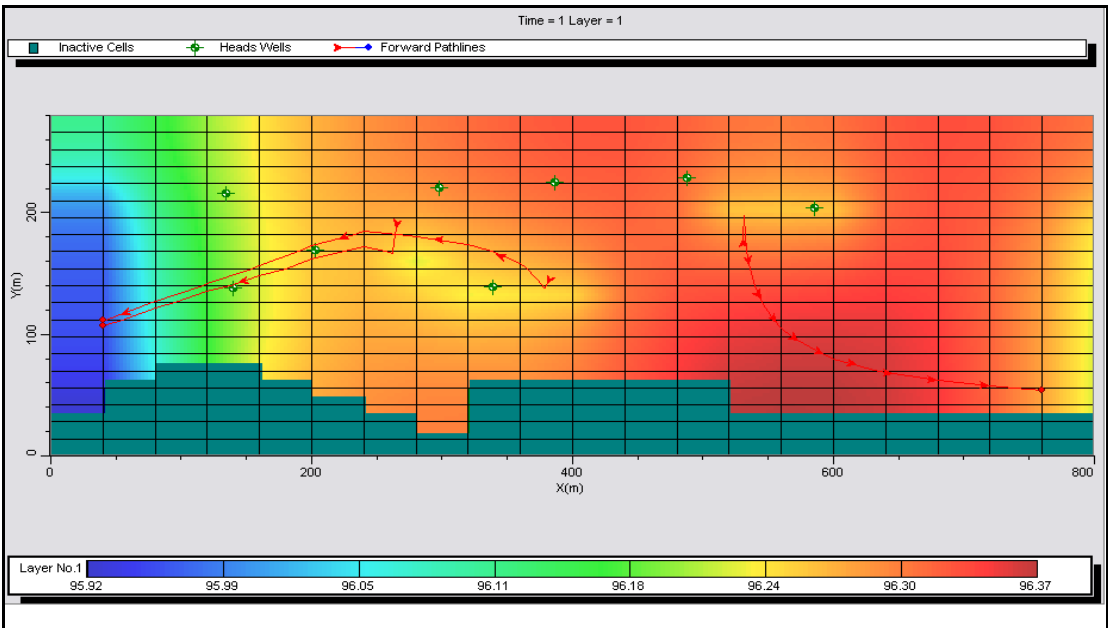 Time = 1 Layer = 1
Inactive Cells Heads Wells Forward Pathlines
Y(m)
200
100
0
0 200 400 600 800
X(m)
Layer No.1
95.92 95.99 96.05 96.11 96.18 96.24 96.30 96.37